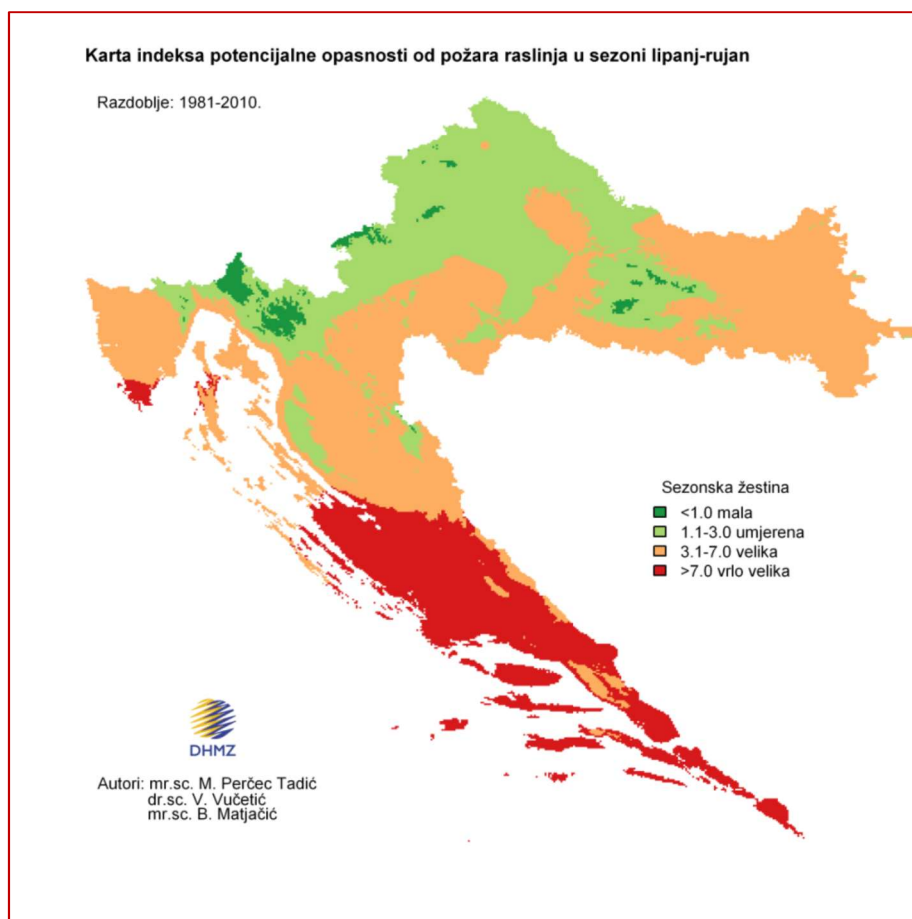 Karta indeksa potencijalne opasnosti od požara raslinja u sezoni lipanj-rujan
Razdoblje: 1981-2010.
Sezonska žestina
<1.0 mala
1.1-3.0 umjerena
3.1-7.0 velika
>7.0 vrlo velika
DHMZ
Autori: mr.sc. M. Perčec Tadić
dr.sc. V. Vučetić
mr.sc. B. Matjačić